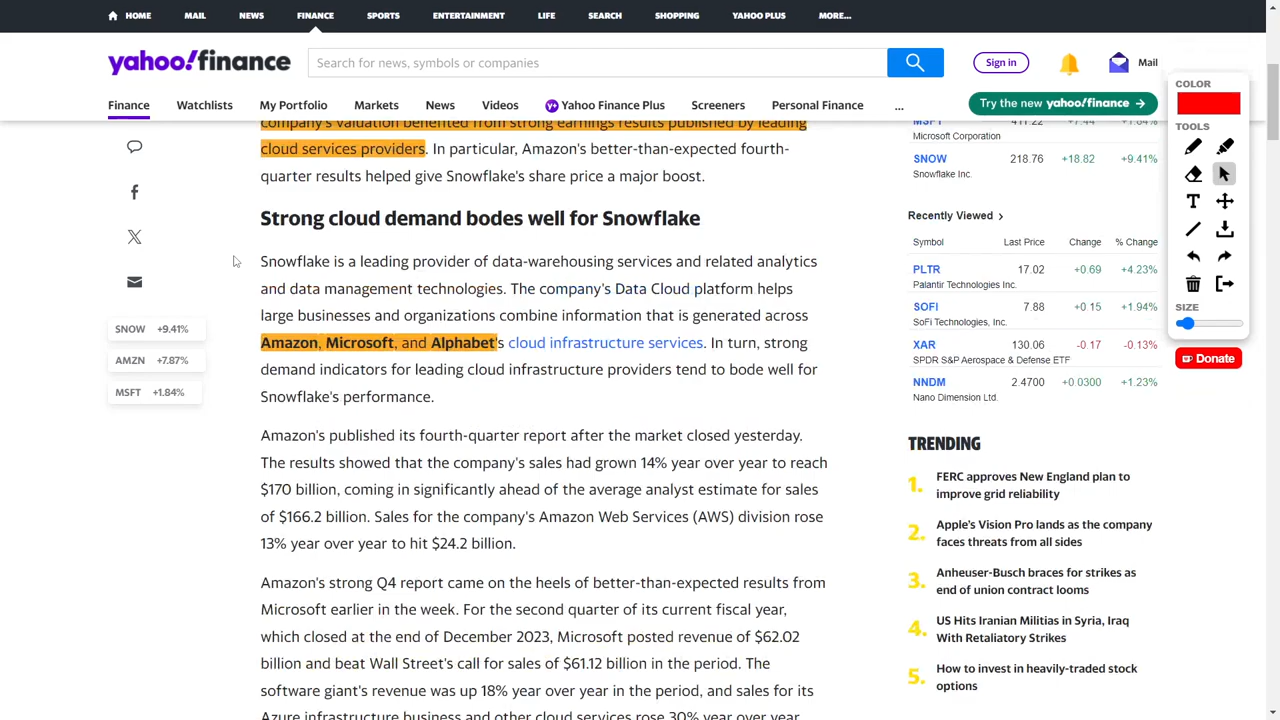 HOME
MAIL
NEWS
FINANCE
SPORTS
ENTERTAINMENT
LIFE
SEARCH
SHOPPING
YAHOO PLUS
MORE...
yahoo!finance
Search for news, symbols or companies
Sign in
Mail
Finance
Watchlists
My Portfolio
Markets
News
Videos
Yahoo Finance Plus
Screeners
Personal Finance
...
Try the new yahoo!finance →
COLOR
TOOLS
SIZE
Donate
SNOW +9.41%
AMZN +7.87%
MSFT +1.84%
company's valuation benefited from strong earnings results published by leading
cloud services providers. In particular, Amazon's better-than-expected fourth-
quarter results helped give Snowflake's share price a major boost.
Strong cloud demand bodes well for Snowflake
Snowflake is a leading provider of data-warehousing services and related analytics
and data management technologies. The company's Data Cloud platform helps
large businesses and organizations combine information that is generated across
Amazon, Microsoft, and Alphabet's cloud infrastructure services. In turn, strong
demand indicators for leading cloud infrastructure providers tend to bode well for
Snowflake's performance.
Amazon's published its fourth-quarter report after the market closed yesterday.
The results showed that the company's sales had grown 14% year over year to reach
$170 billion, coming in significantly ahead of the average analyst estimate for sales
of $166.2 billion. Sales for the company's Amazon Web Services (AWS) division rose
13% year over year to hit $24.2 billion.
Amazon's strong Q4 report came on the heels of better-than-expected results from
Microsoft earlier in the week. For the second quarter of its current fiscal year,
which closed at the end of December 2023, Microsoft posted revenue of $62.02
billion and beat Wall Street's call for sales of $61.12 billion in the period. The
software giant's revenue was up 18% year over year in the period, and sales for its
Azure infrastructure business and other cloud services rose 30% year over year
MSFT 411.22 +7.44 +1.84%
Microsoft Corporation
SNOW 218.76 +18.82 +9.41%
Snowflake Inc.
Recently Viewed >
Symbol Last Price Change % Change
PLTR 17.02 +0.69 +4.23%
Palantir Technologies Inc.
SOFI 7.88 +0.15 +1.94%
SoFi Technologies, Inc.
XAR 130.06 -0.17 -0.13%
SPDR S&P Aerospace & Defense ETF
NNDM 2.4700 +0.0300 +1.23%
Nano Dimension Ltd.
TRENDING
1. FERC approves New England plan to
improve grid reliability
2. Apple's Vision Pro lands as the company
faces threats from all sides
3. Anheuser-Busch braces for strikes as
end of union contract looms
4. US Hits Iranian Militias in Syria, Iraq
With Retaliatory Strikes
5. How to invest in heavily-traded stock
options